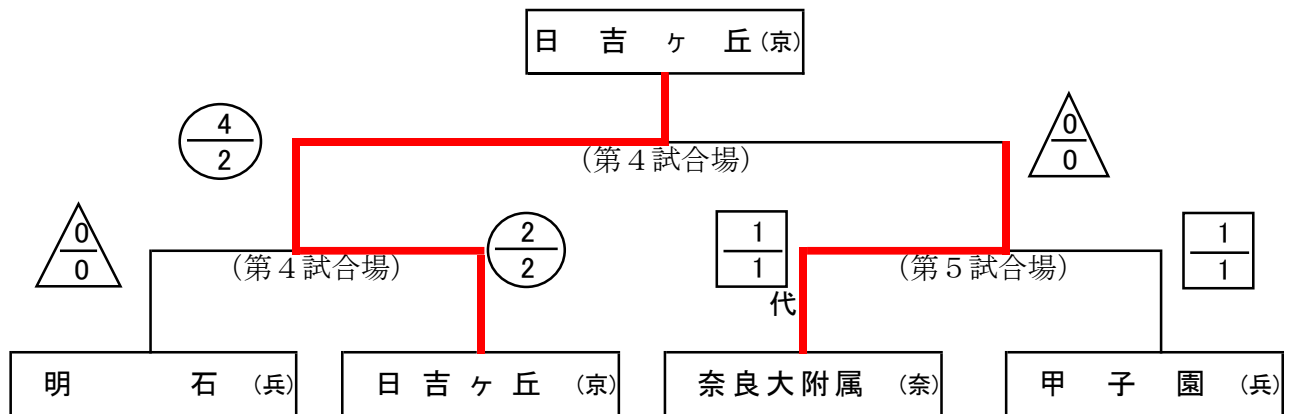 日吉ヶ丘(京)
4
2
(第4試合場)
0
0
0
0
(第4試合場)
2
2
1
1
代
(第5試合場)
1
1
明石(兵)
日吉ヶ丘(京)
奈良大附属(奈)
甲子園(兵)